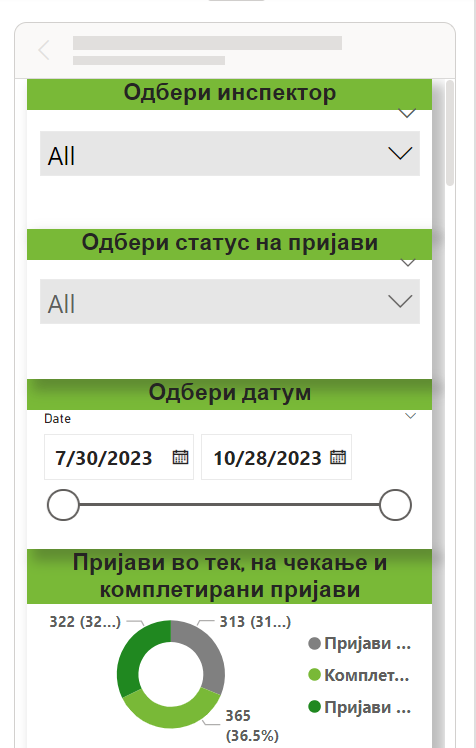 Одбери инспектор
All
Одбери статус на пријави
All
Одбери датум
Date
7/30/2023 10/28/2023
Пријави во тек, на чекање и
комплетирани пријави
322 (32...) 313 (31...)
Пријави ...
Комплет...
Пријави ...
365
(36.5%)